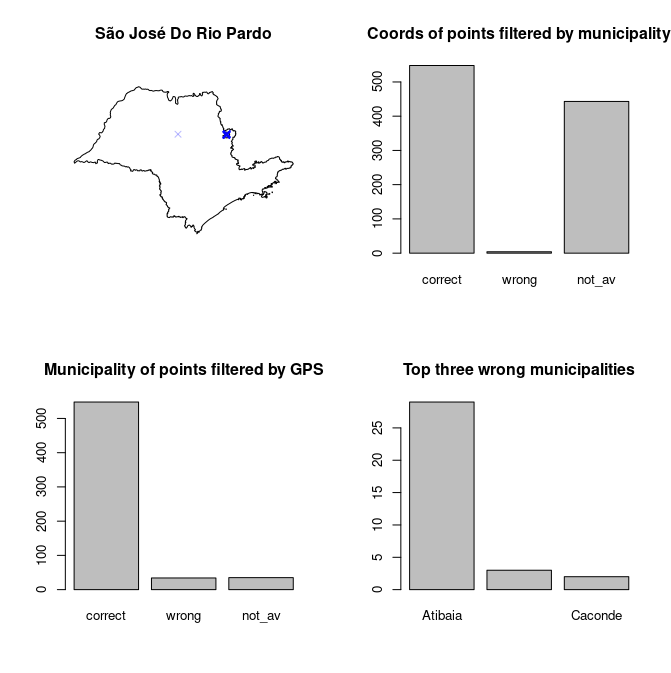 São José Do Rio Pardo
Coords of points filtered by municipality
500
400
300
200
100
0
correct wrong not_av
Municipality of points filtered by GPS
500
400
300
200
100
0
correct wrong not_av
Top three wrong municipalities
25
20
15
10
5
0
Atibaia Caconde